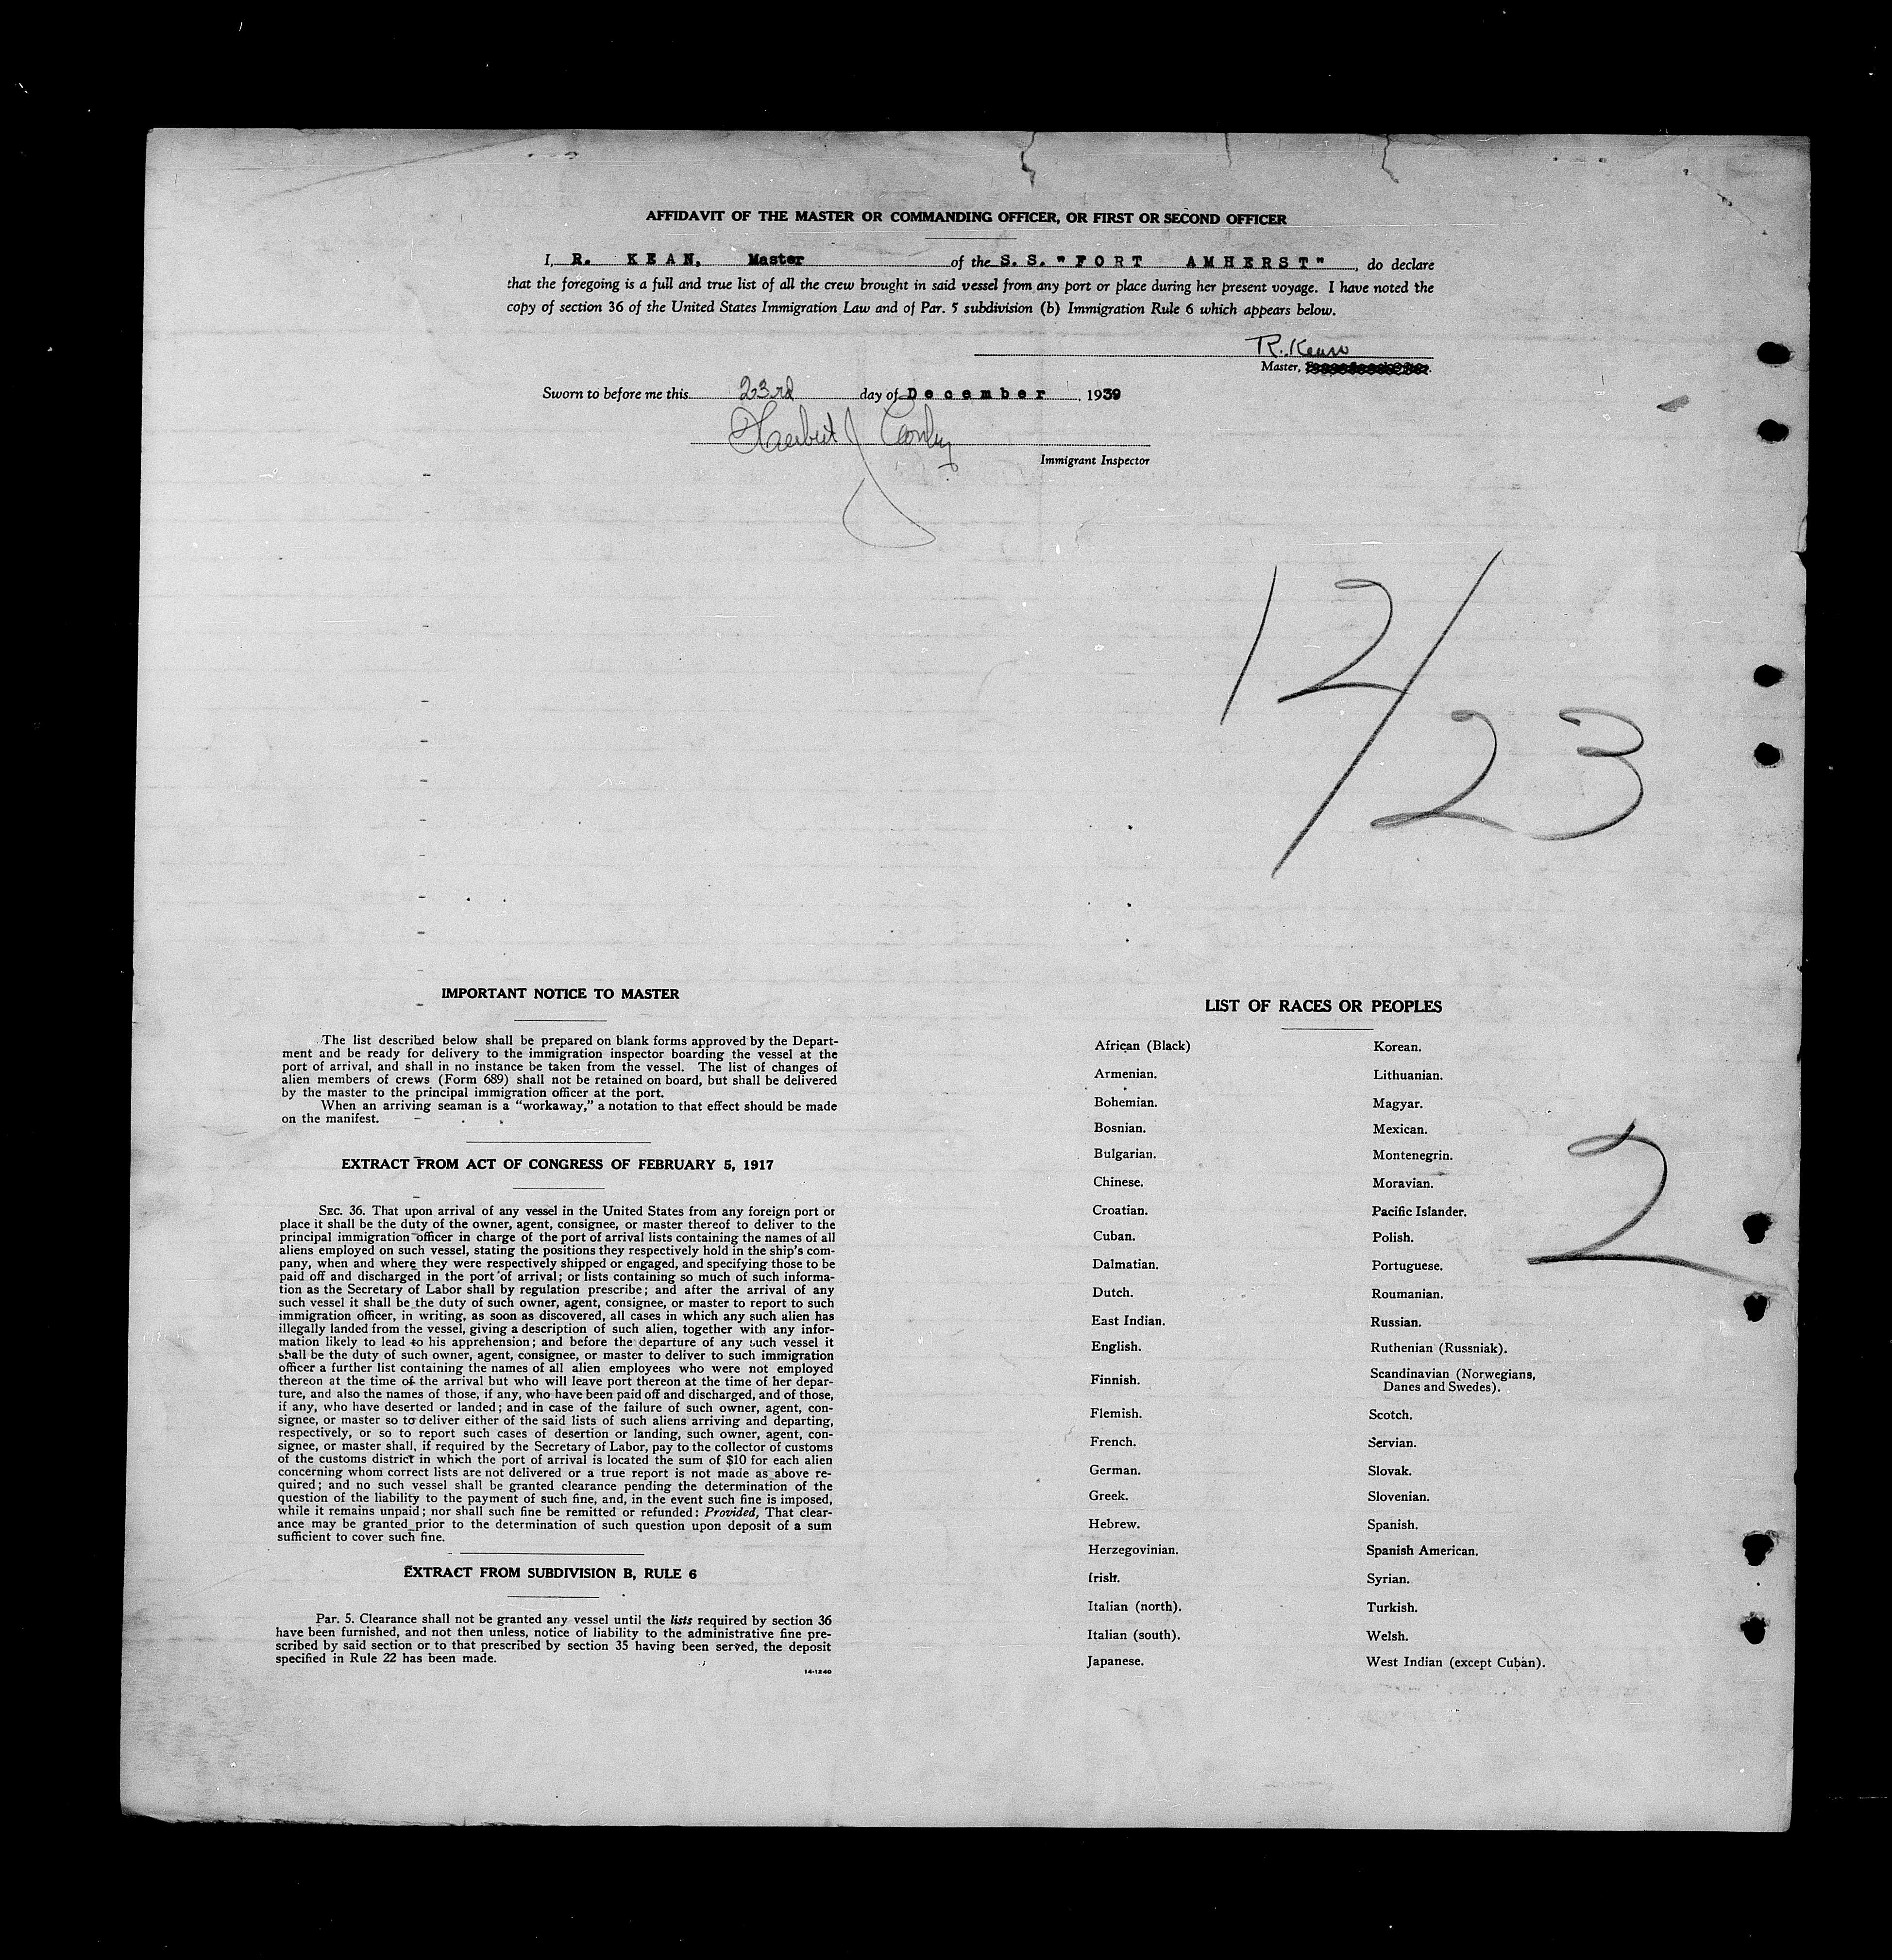 AFFIDAVIT OF THE MASTER OR COMMANDING OFFICER, OR FIRST OR SECOND OFFICER
I, R. KEAN, Master of the S. S. "FORT AMHERST", do declare
that the foregoing is a full and true list of all the crew brought in said vessel from any port or place during her present voyage. I have noted the
copy of section 36 of the United States Immigration Law and of Par. 5 subdivision (b) Immigration Rule 6 which appears below.
R. Kean
Master,
Sworn to before me this 23rd day of December, 1939
Herbert J
Immigrant Inspector
12/23
IMPORTANT NOTICE TO MASTER
The list described below shall be prepared on blank forms approved by the Depart-
ment and be ready for delivery to the immigration inspector boarding the vessel at the
port of arrival, and shall in no instance be taken from the vessel. The list of changes of
alien members of crews (Form 689) shall not be retained on board, but shall be delivered
by the master to the principal immigration officer at the port.
When an arriving seaman is a "workaway," a notation to that effect should be made
on the manifest.
EXTRACT FROM ACT OF CONGRESS OF FEBRUARY 5, 1917
SEC. 36. That upon arrival of any vessel in the United States from any foreign port or
place it shall be the duty of the owner, agent, consignee, or master thereof to deliver to the
principal immigration officer in charge of the port of arrival lists containing the names of all
aliens employed on such vessel, stating the positions they respectively hold in the ship's com-
pany, when and where they were respectively shipped or engaged, and specifying those to be
paid off and discharged in the port of arrival; or lists containing so much of such informa-
tion as the Secretary of Labor shall by regulation prescribe; and after the arrival of any
such vessel it shall be the duty of such owner, agent, consignee, or master to report to such
immigration officer, in writing, as soon as discovered, all cases in which any such alien has
illegally landed from the vessel, giving a description of such alien, together with any infor-
mation likely to lead to his apprehension; and before the departure of any such vessel it
shall be the duty of such owner, agent, consignee, or master to deliver to such immigration
officer a further list containing the names of all alien employees who were not employed
thereon at the time of the arrival but who will leave port thereon at the time of her depar-
ture, and also the names of those, if any, who have been paid off and discharged, and of those,
if any, who have deserted or landed; and in case of the failure of such owner, agent, con-
signee, or master so to deliver either of the said lists of such aliens arriving and departing,
respectively, or so to report such cases of desertion or landing, such owner, agent, con-
signee, or master shall, if required by the Secretary of Labor, pay to the collector of customs
of the customs district in which the port of arrival is located the sum of $10 for each alien
concerning whom correct lists are not delivered or a true report is not made as above re-
quired; and no such vessel shall be granted clearance pending the determination of the
question of the liability to the payment of such fine, and, in the event such fine is imposed,
while it remains unpaid; nor shall such fine be remitted or refunded: Provided, That clear-
ance may be granted prior to the determination of such question upon deposit of a sum
sufficient to cover such fine.
EXTRACT FROM SUBDIVISION B, RULE 6
Par. 5. Clearance shall not be granted any vessel until the lists required by section 36
have been furnished, and not then unless, notice of liability to the administrative fine pre-
scribed by said section or to that prescribed by section 35 having been served, the deposit
specified in Rule 22 has been made.
14-1240
LIST OF RACES OR PEOPLES
African (Black)
Armenian.
Bohemian.
Bosnian.
Bulgarian.
Chinese.
Croatian.
Cuban.
Dalmatian.
Dutch.
East Indian.
English.
Finnish.
Flemish.
French.
German.
Greek.
Hebrew.
Herzegovinian.
Irish.
Italian (north).
Italian (south).
Japanese.
Korean.
Lithuanian.
Magyar.
Mexican.
Montenegrin.
Moravian.
Pacific Islander.
Polish.
Portuguese.
Roumanian.
Russian.
Ruthenian (Russniak).
Scandinavian (Norwegians,
Danes and Swedes).
Scotch.
Servian.
Slovak.
Slovenian.
Spanish.
Spanish American.
Syrian.
Turkish.
Welsh.
West Indian (except Cuban).
2